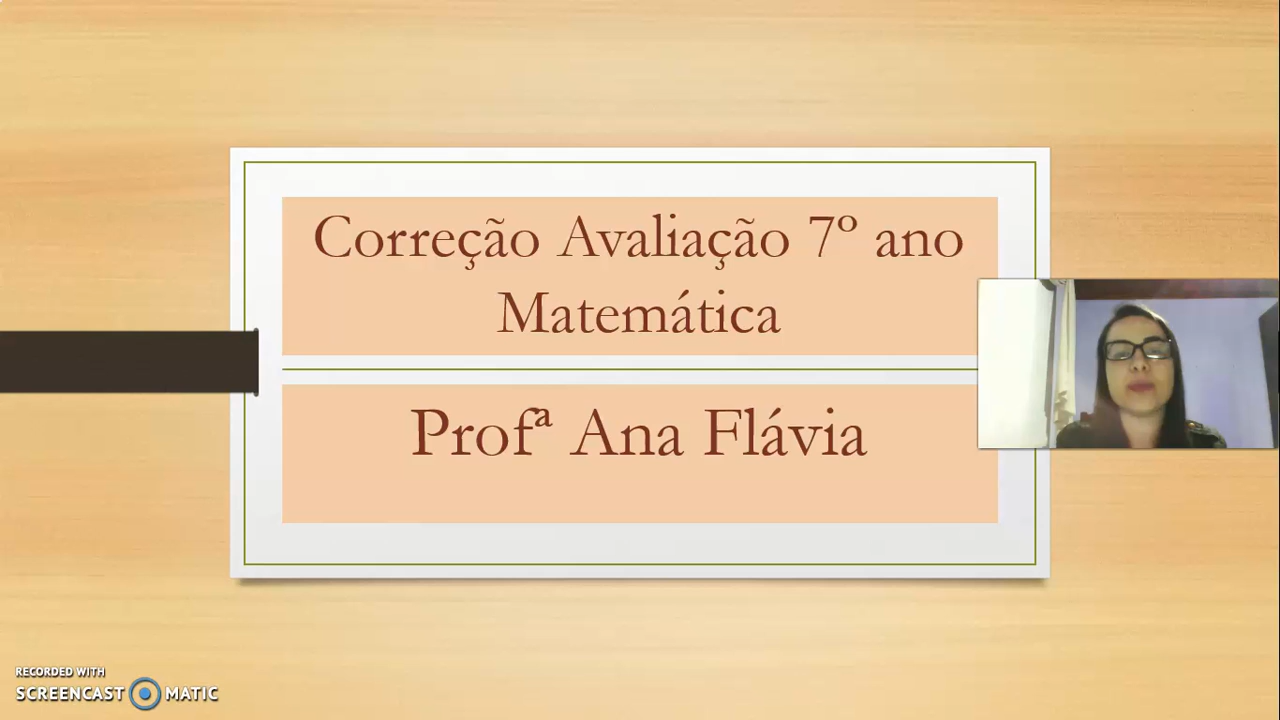 Correção Avaliação 7º ano
Matemática
Profª Ana Flávia
RECORDED WITH
SCREENCAST MATIC